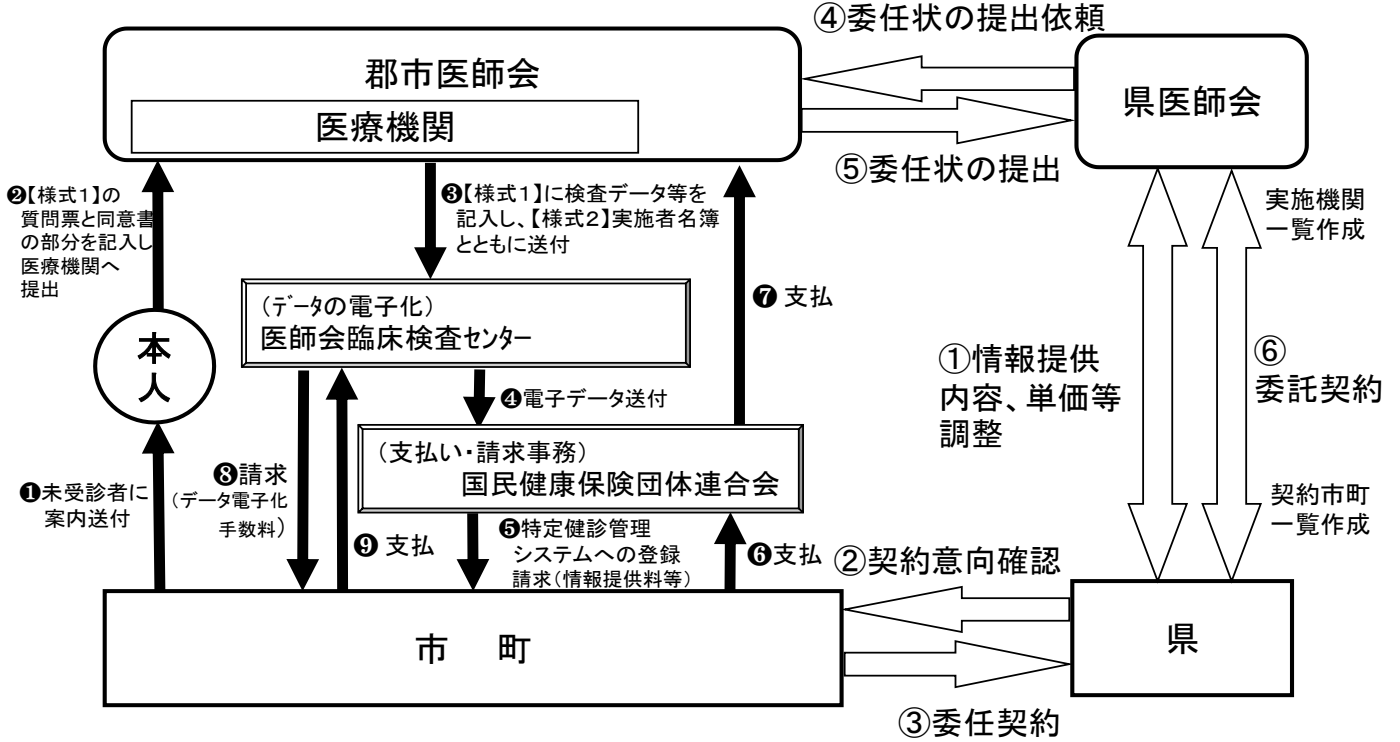 ④委任状の提出依頼
郡市医師会
医療機関
県医師会
⑤委任状の提出
❷【様式１】の
質問票と同意書
の部分を記入し
医療機関へ
提出
❸【様式１】に検査データ等を
記入し、【様式２】実施者名簿
とともに送付
実施機関
一覧作成
❼ 支払
（ﾃﾞｰﾀの電子化）
医師会臨床検査ｾﾝﾀｰ
本
人
①情報提供
内容、単価等
調整
⑥
委託契約
❹電子データ送付
（支払い・請求事務）
国民健康保険団体連合会
❶未受診者に
案内送付
❽請求
（データ電子化
手数料）
❾ 支払
❺特定健診管理
システムへの登録
請求（情報提供料等）
❻支払
契約市町
一覧作成
②契約意向確認
市　町
県
③委任契約